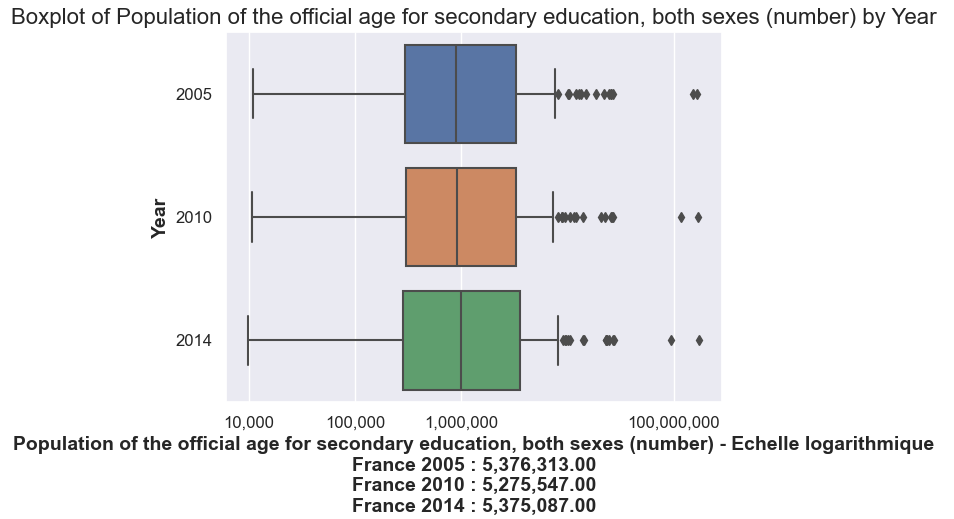 Boxplot of Population of the official age for secondary education, both sexes (number) by Year
2005
2010
2014
Year
10,000
100,000
1,000,000
100,000,000
Population of the official age for secondary education, both sexes (number) - Echelle logarithmique
France 2005 : 5,376,313.00
France 2010 : 5,275,547.00
France 2014 : 5,375,087.00